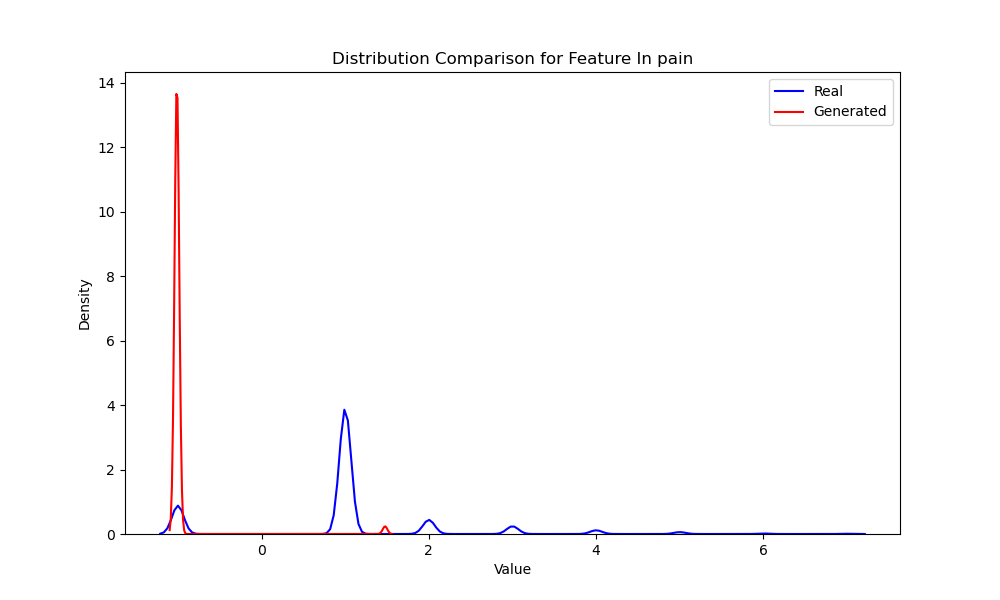 Distribution Comparison for Feature In pain
Real
Generated
Density
14
12
10
8
6
4
2
0
0 2 4 6
Value